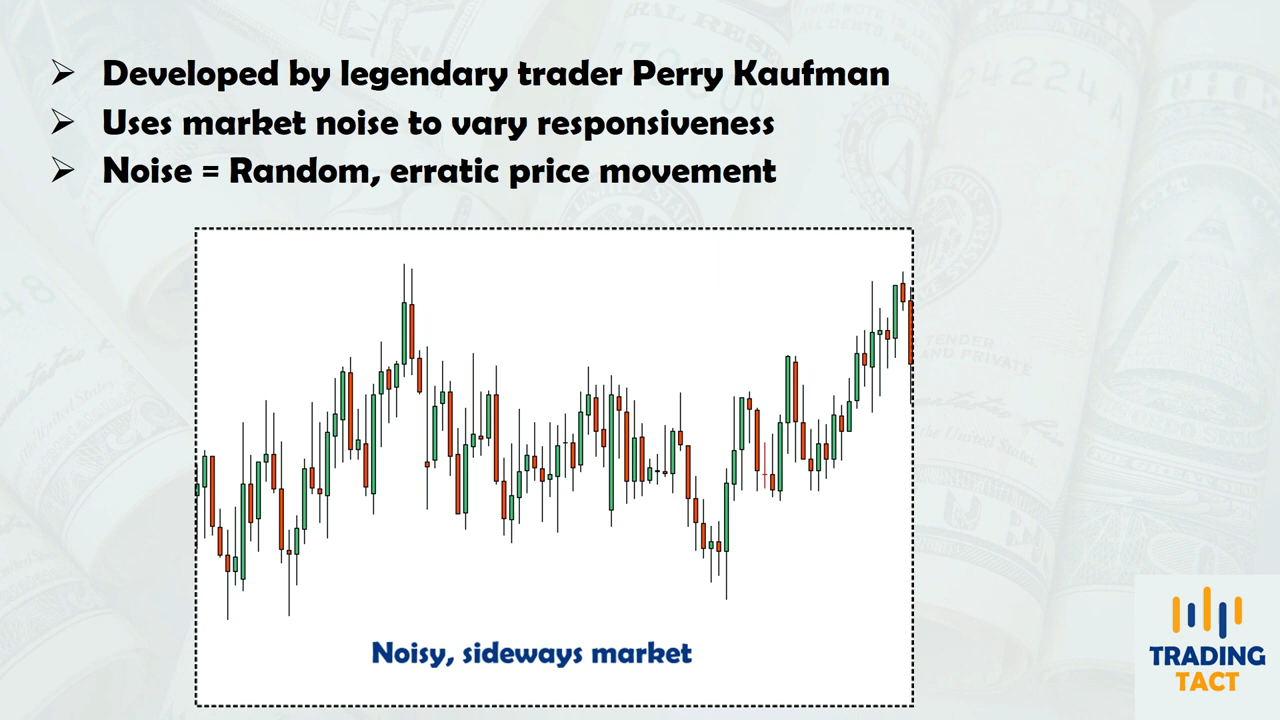 Developed by legendary trader Perry Kaufman
Uses market noise to vary responsiveness
Noise = Random, erratic price movement
Noisy, sideways market
TRADING
TACT